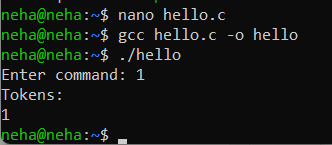 neha@neha:~$ nano hello.c
neha@neha:~$ gcc hello.c -o hello
neha@neha:~$ ./hello
Enter command: 1
Tokens:
1
neha@neha:~$